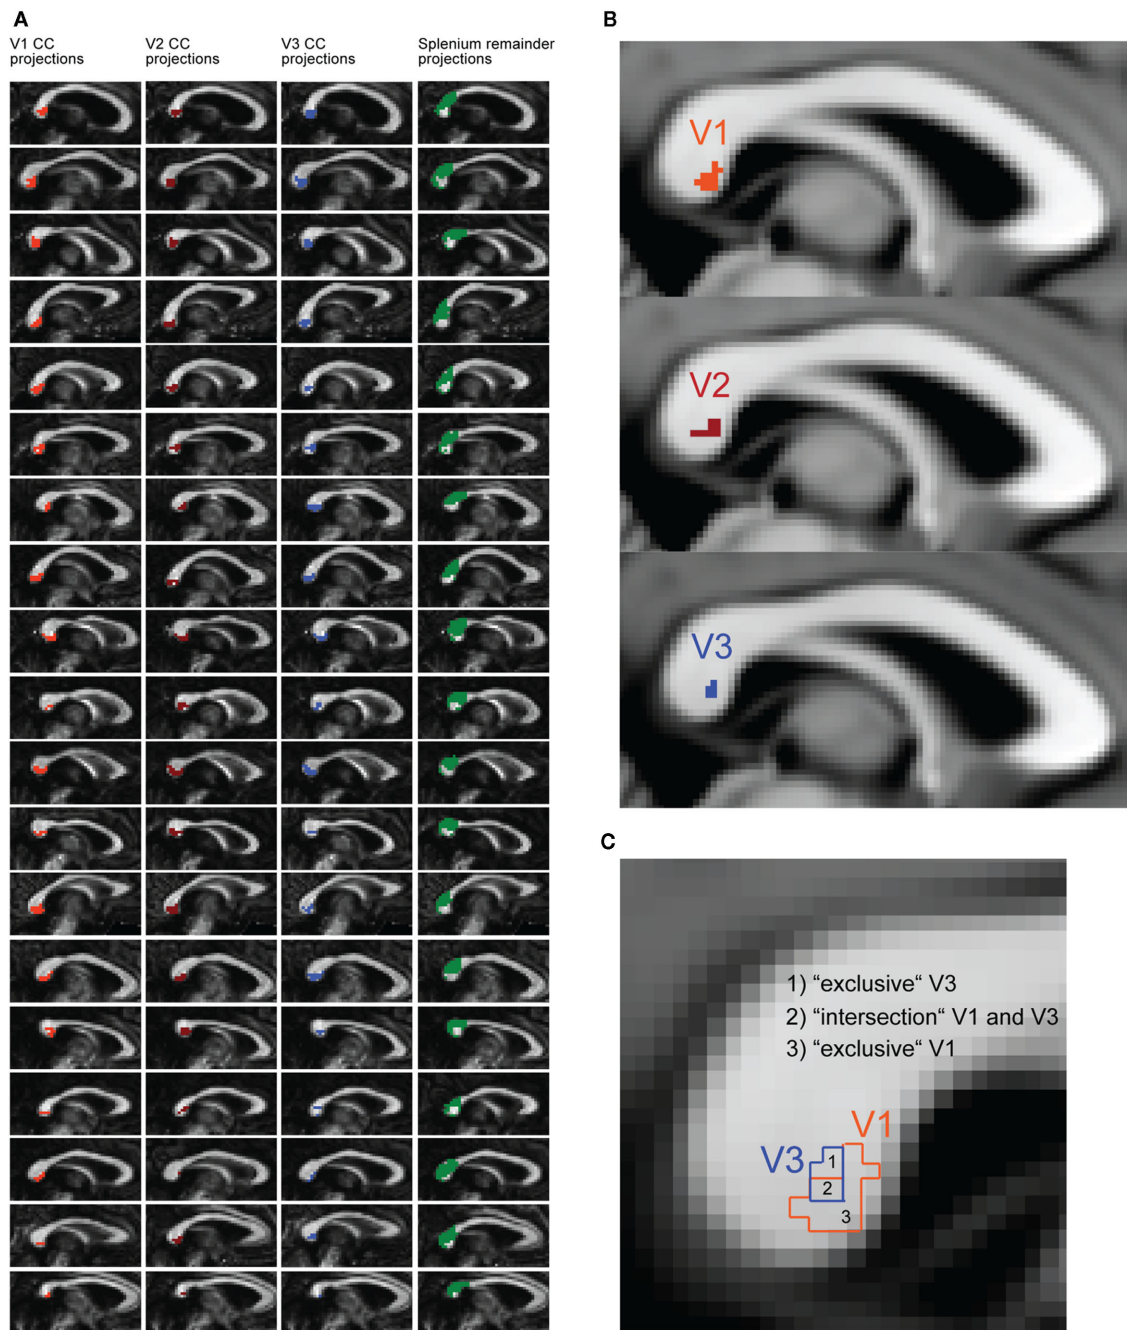 A
V1 CC
projections
V2 CC
projections
V3 CC
projections
Splenium remainder
projections
B
V1
V2
V3
C
1) “exclusive“ V3
2) “intersection“ V1 and V3
3) “exclusive“ V1
V1
V3
1
2
3